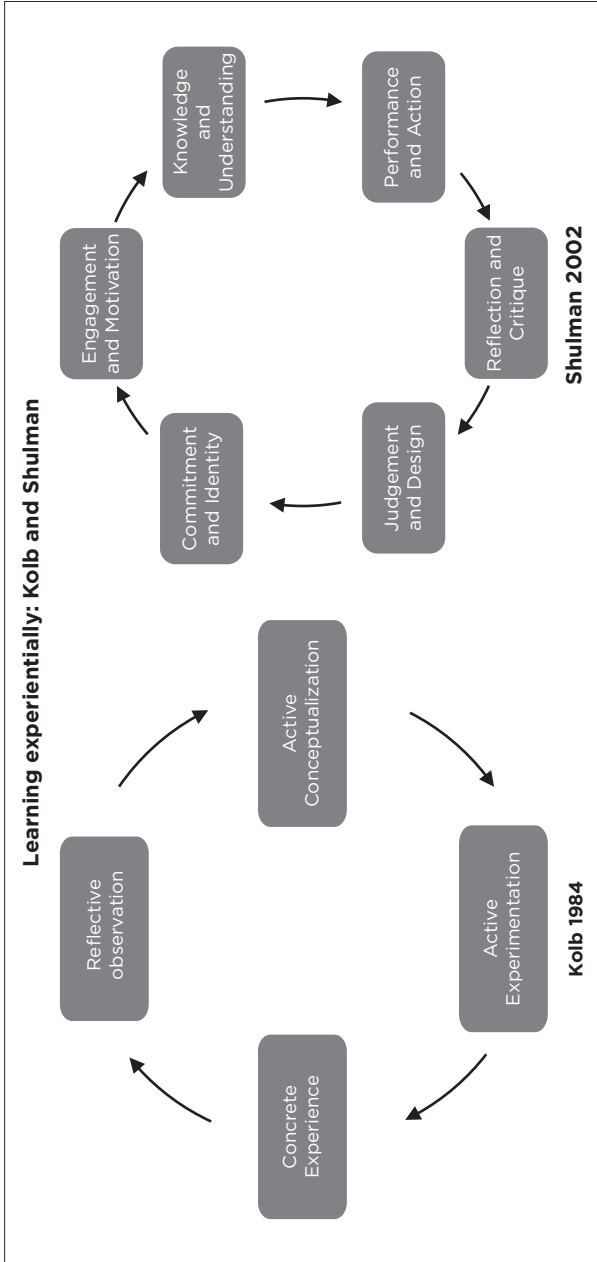 Learning experientially: Kolb and Shulman
Reflective
observation
Active
Conceptualization
Active
Experimentation
Concrete
Experience
Kolb 1984
Engagement
and Motivation
Knowledge
and
Understanding
Performance
and Action
Reflection and
Critique
Judgement
and Design
Commitment
and Identity
Shulman 2002